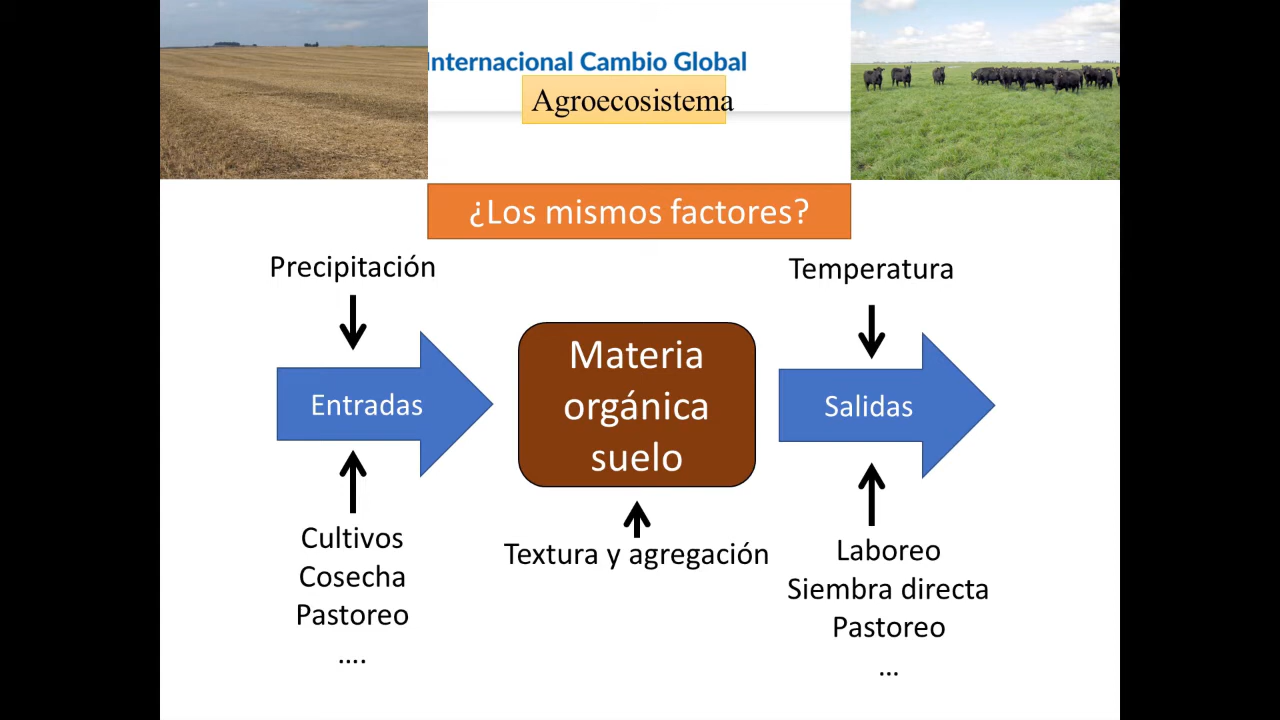 Internacional Cambio Global
Agroecosistema
¿Los mismos factores?
Precipitación
Temperatura
Entradas
Materia
orgánica
suelo
Salidas
Cultivos
Cosecha
Pastoreo
....
Textura y agregación
Laboreo
Siembra directa
Pastoreo
...